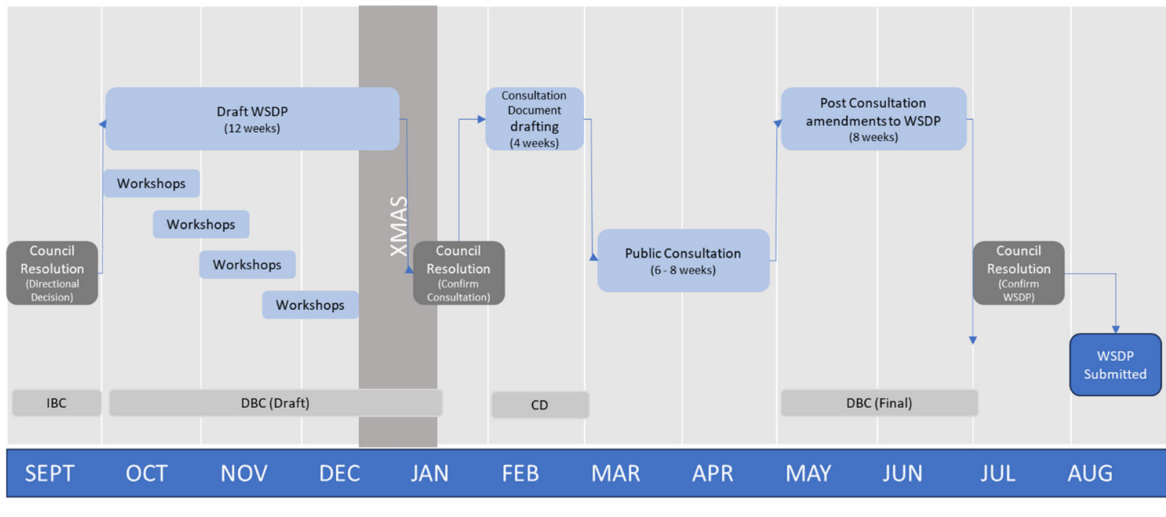 Draft WSDP
(12 weeks)
Consultation
Document
drafting
(4 weeks)
Post Consultation
amendments to WSDP
(8 weeks)
Workshops
Workshops
Workshops
Workshops
XMAS
Council
Resolution
(Directional
Decision)
Council
Resolution
(Confirm
Consultation)
Public Consultation
(6 - 8 weeks)
Council
Resolution
(Confirm
WSDP)
WSDP
Submitted
IBC
DBC (Draft)
CD
DBC (Final)
SEPT OCT NOV DEC JAN FEB MAR APR MAY JUN JUL AUG